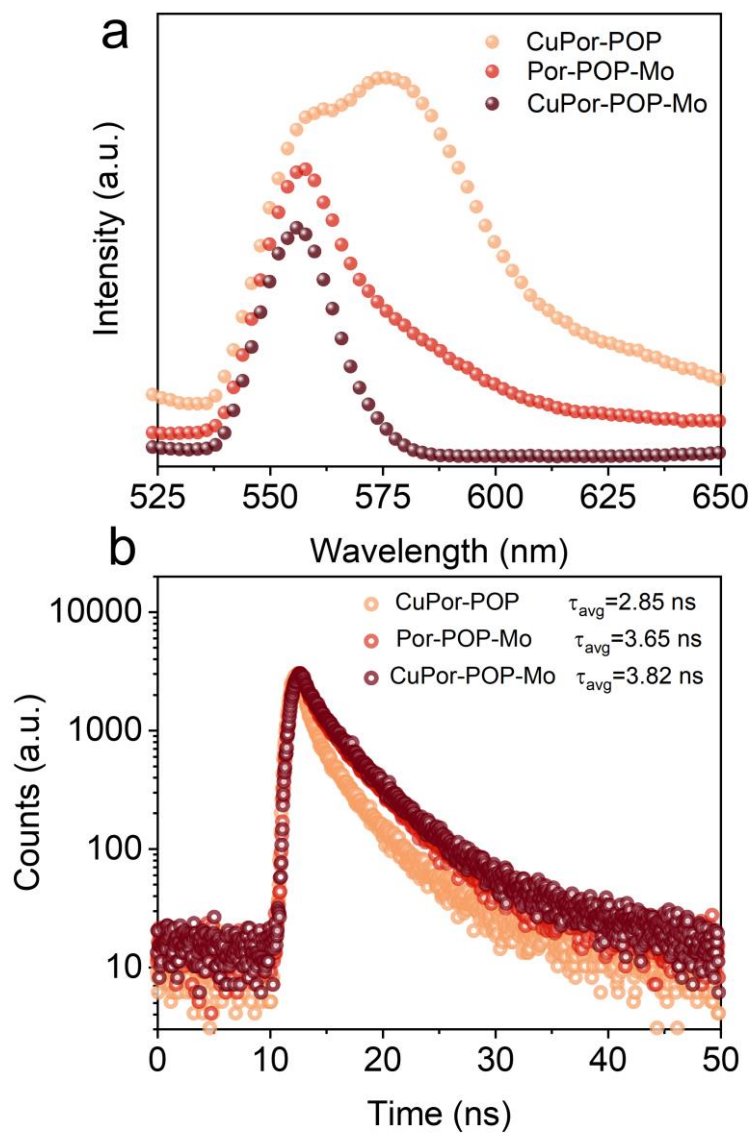 a
CuPor-POP
Por-POP-Mo
CuPor-POP-Mo
Intensity (a.u.)
525 550 575 600 625 650
Wavelength (nm)
b
CuPor-POP τavg=2.85 ns
Por-POP-Mo τavg=3.65 ns
CuPor-POP-Mo τavg=3.82 ns
10000
1000
100
10
Counts (a.u.)
0 10 20 30 40 50
Time (ns)